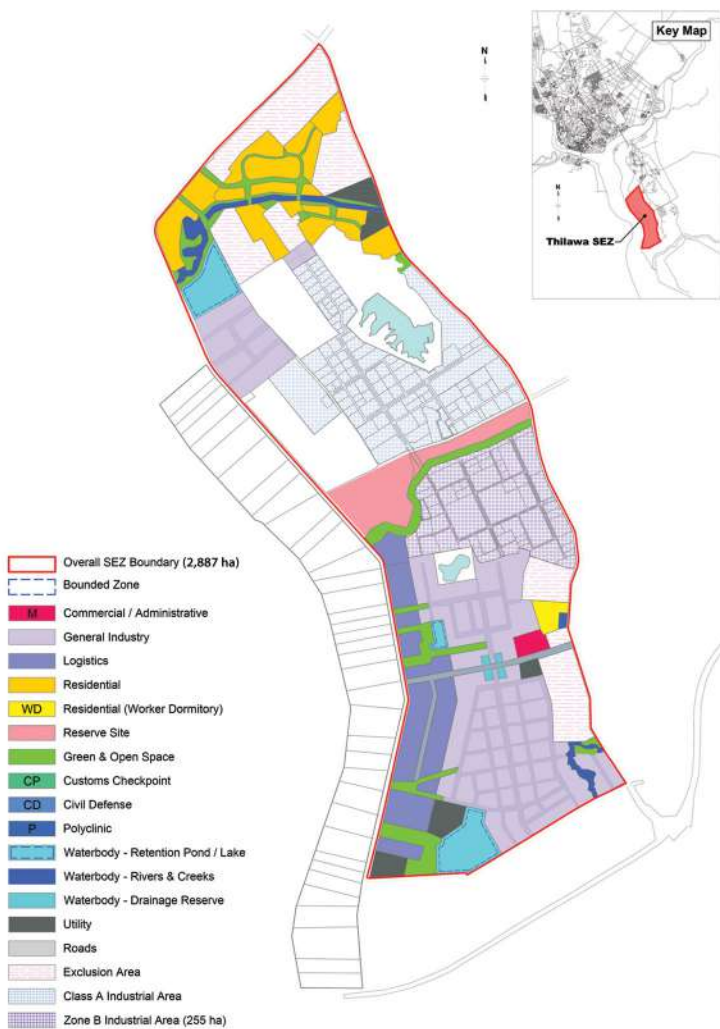 N
Key Map
N
Thilawa SEZ
Overall SEZ Boundary (2,887 ha)
Bounded Zone
M Commercial / Administrative
General Industry
Logistics
Residential
WD Residential (Worker Dormitory)
Reserve Site
Green & Open Space
CP Customs Checkpoint
CD Civil Defense
P Polyclinic
Waterbody - Retention Pond / Lake
Waterbody - Rivers & Creeks
Waterbody - Drainage Reserve
Utility
Roads
Exclusion Area
Class A Industrial Area
Zone B Industrial Area (255 ha)